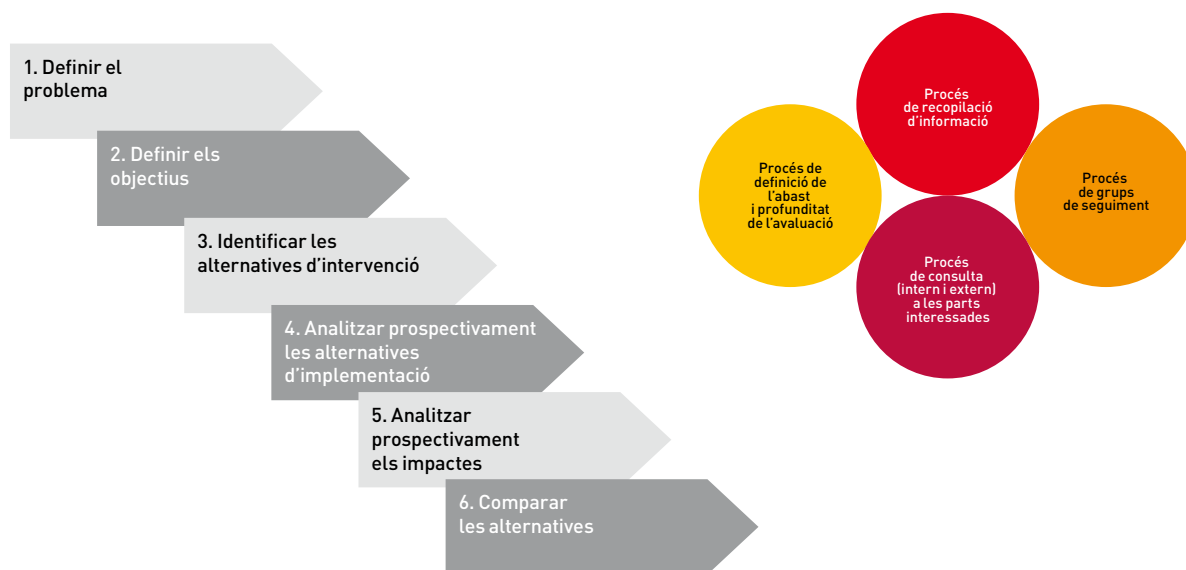 1. Definir el
problema
2. Definir els
objectius
3. Identificar les
alternatives d'intervenció
4. Analitzar prospectivament
les alternatives
d'implementació
5. Analitzar
prospectivament
els impactes
6. Comparar
les alternatives
Procés
de recopilació
d'informació
Procés de
definició de
l'abast
i profunditat
de l'avaluació
Procés
de grups
de seguiment
Procés
de consulta
(intern i extern)
a les parts
interessades